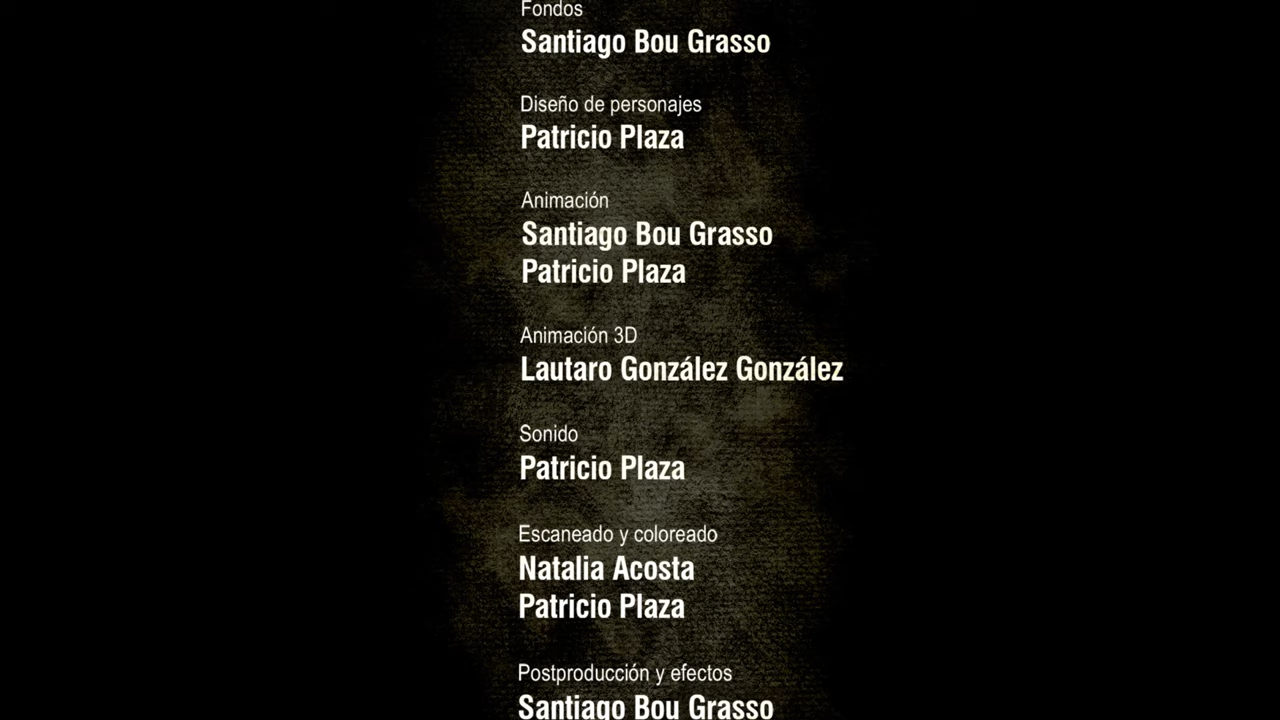 Fondos
Santiago Bou Grasso
Diseño de personajes
Patricio Plaza
Animación
Santiago Bou Grasso
Patricio Plaza
Animación 3D
Lautaro González González
Sonido
Patricio Plaza
Escaneado y coloreado
Natalia Acosta
Patricio Plaza
Postproducción y efectos
Santiago Bou Grasso